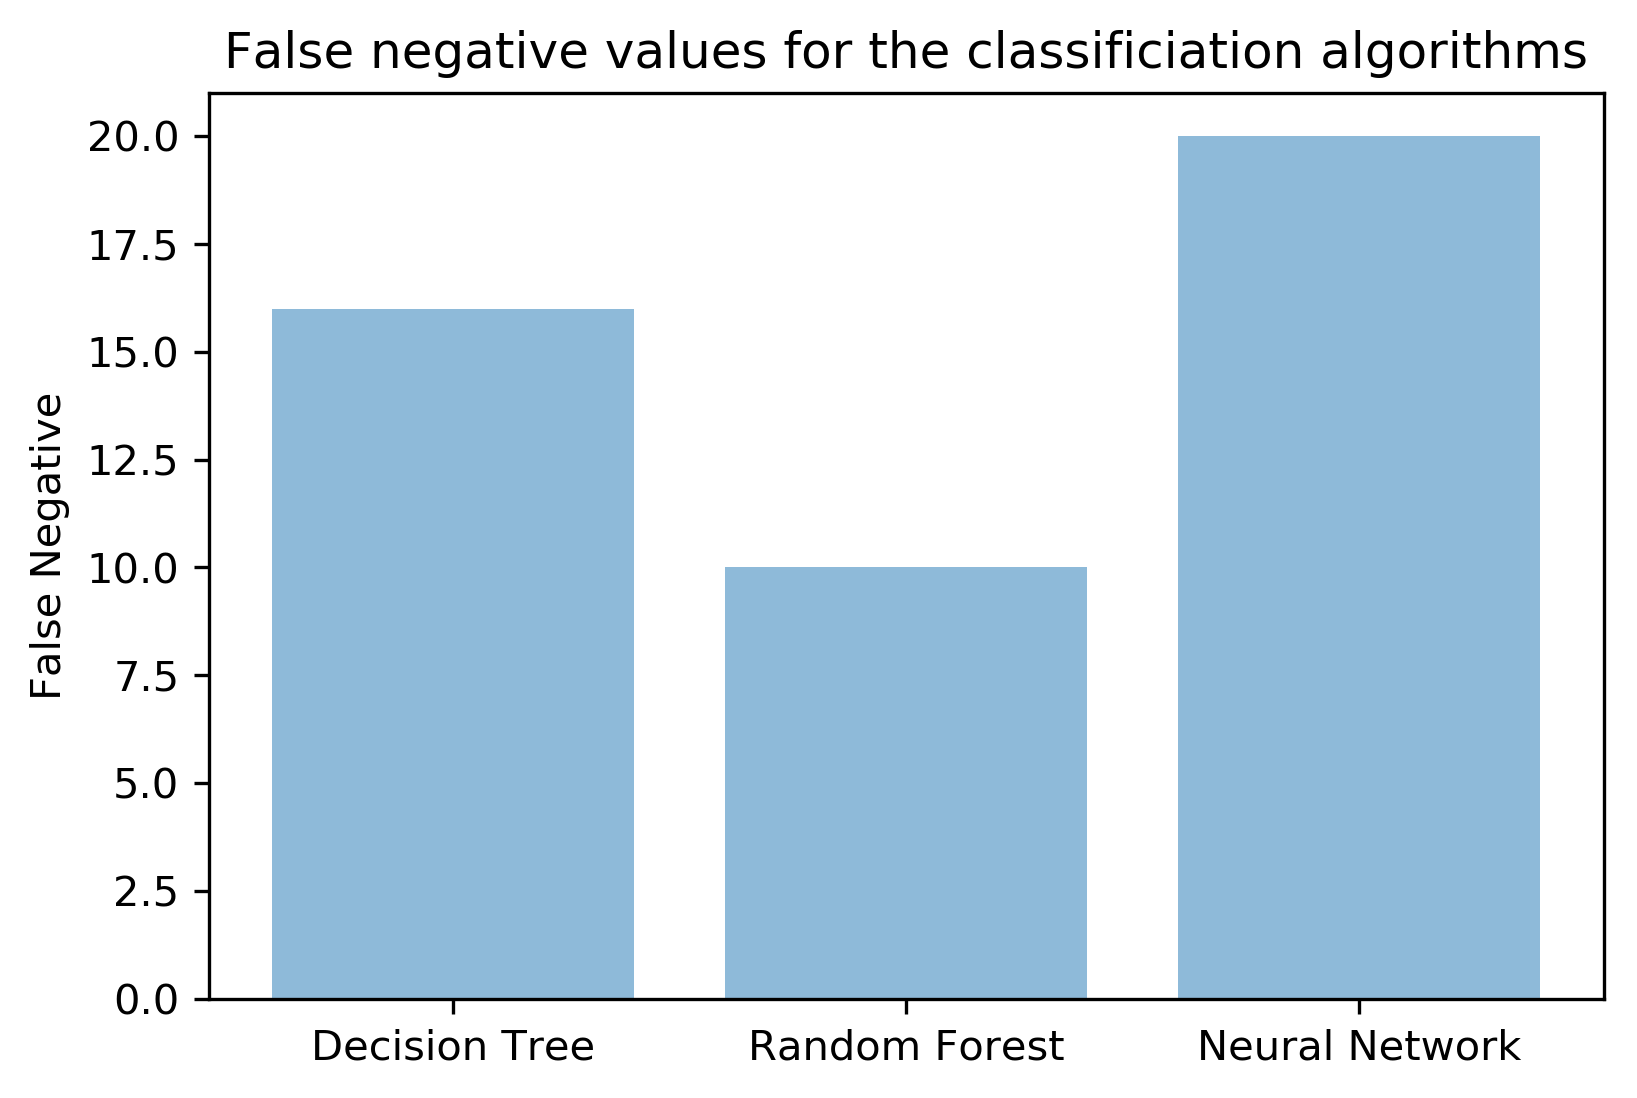 False negative values for the classificiation algorithms
20.0
17.5
15.0
12.5
10.0
7.5
5.0
2.5
0.0
False Negative
Decision Tree
Random Forest
Neural Network